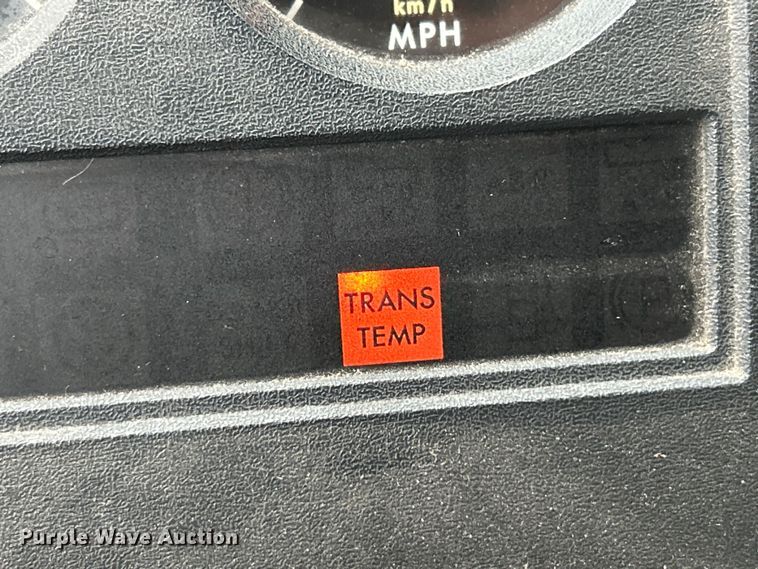 km/h
MPH
TRANS
TEMP
Purple Wave Auction